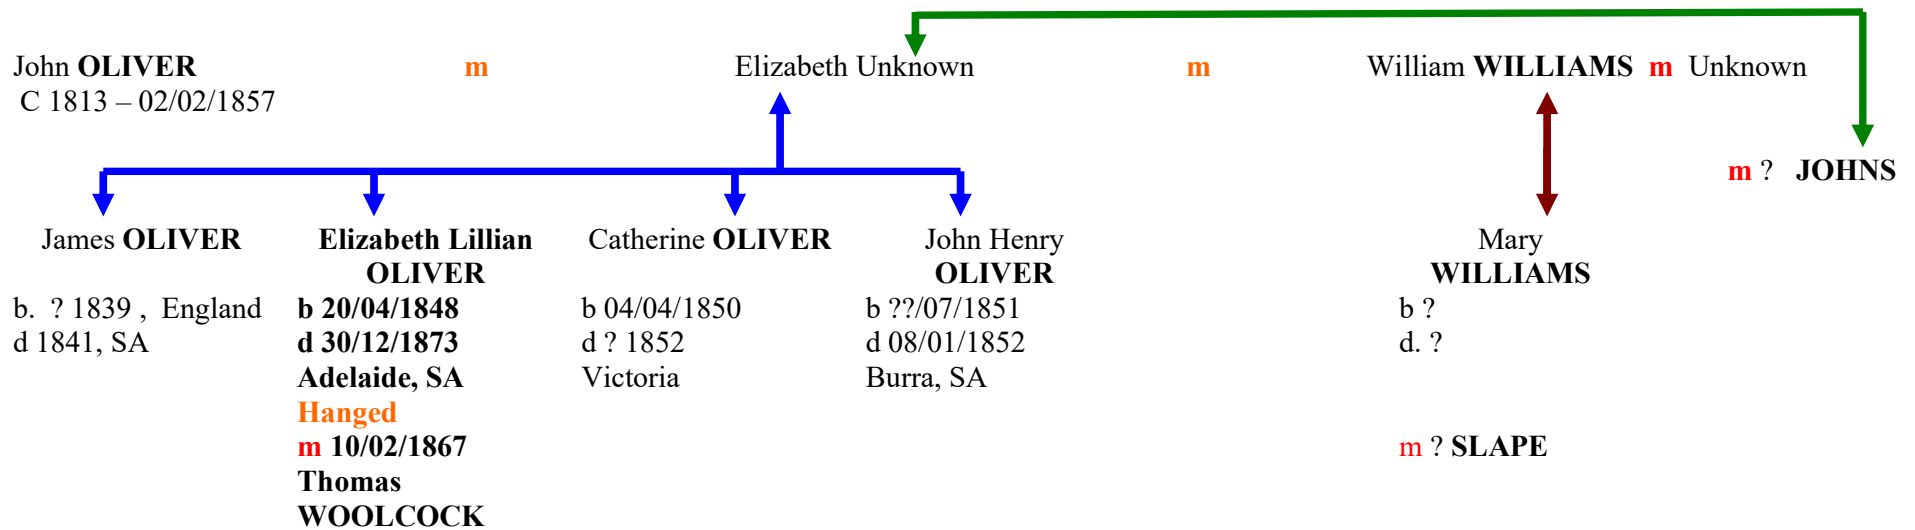 John OLIVER m Elizabeth Unknown m William WILLIAMS m Unknown
C 1813 – 02/02/1857
m ? JOHNS
James OLIVER Elizabeth Lillian Catherine OLIVER John Henry Mary
OLIVER OLIVER WILLIAMS
b. ? 1839 , England b 20/04/1848 b 04/04/1850 b ??/07/1851 b ?
d 1841, SA d 30/12/1873 d ? 1852 d 08/01/1852 d. ?
Adelaide, SA Victoria Burra, SA
Hanged
m 10/02/1867 m ? SLAPE
Thomas
WOOLCOCK